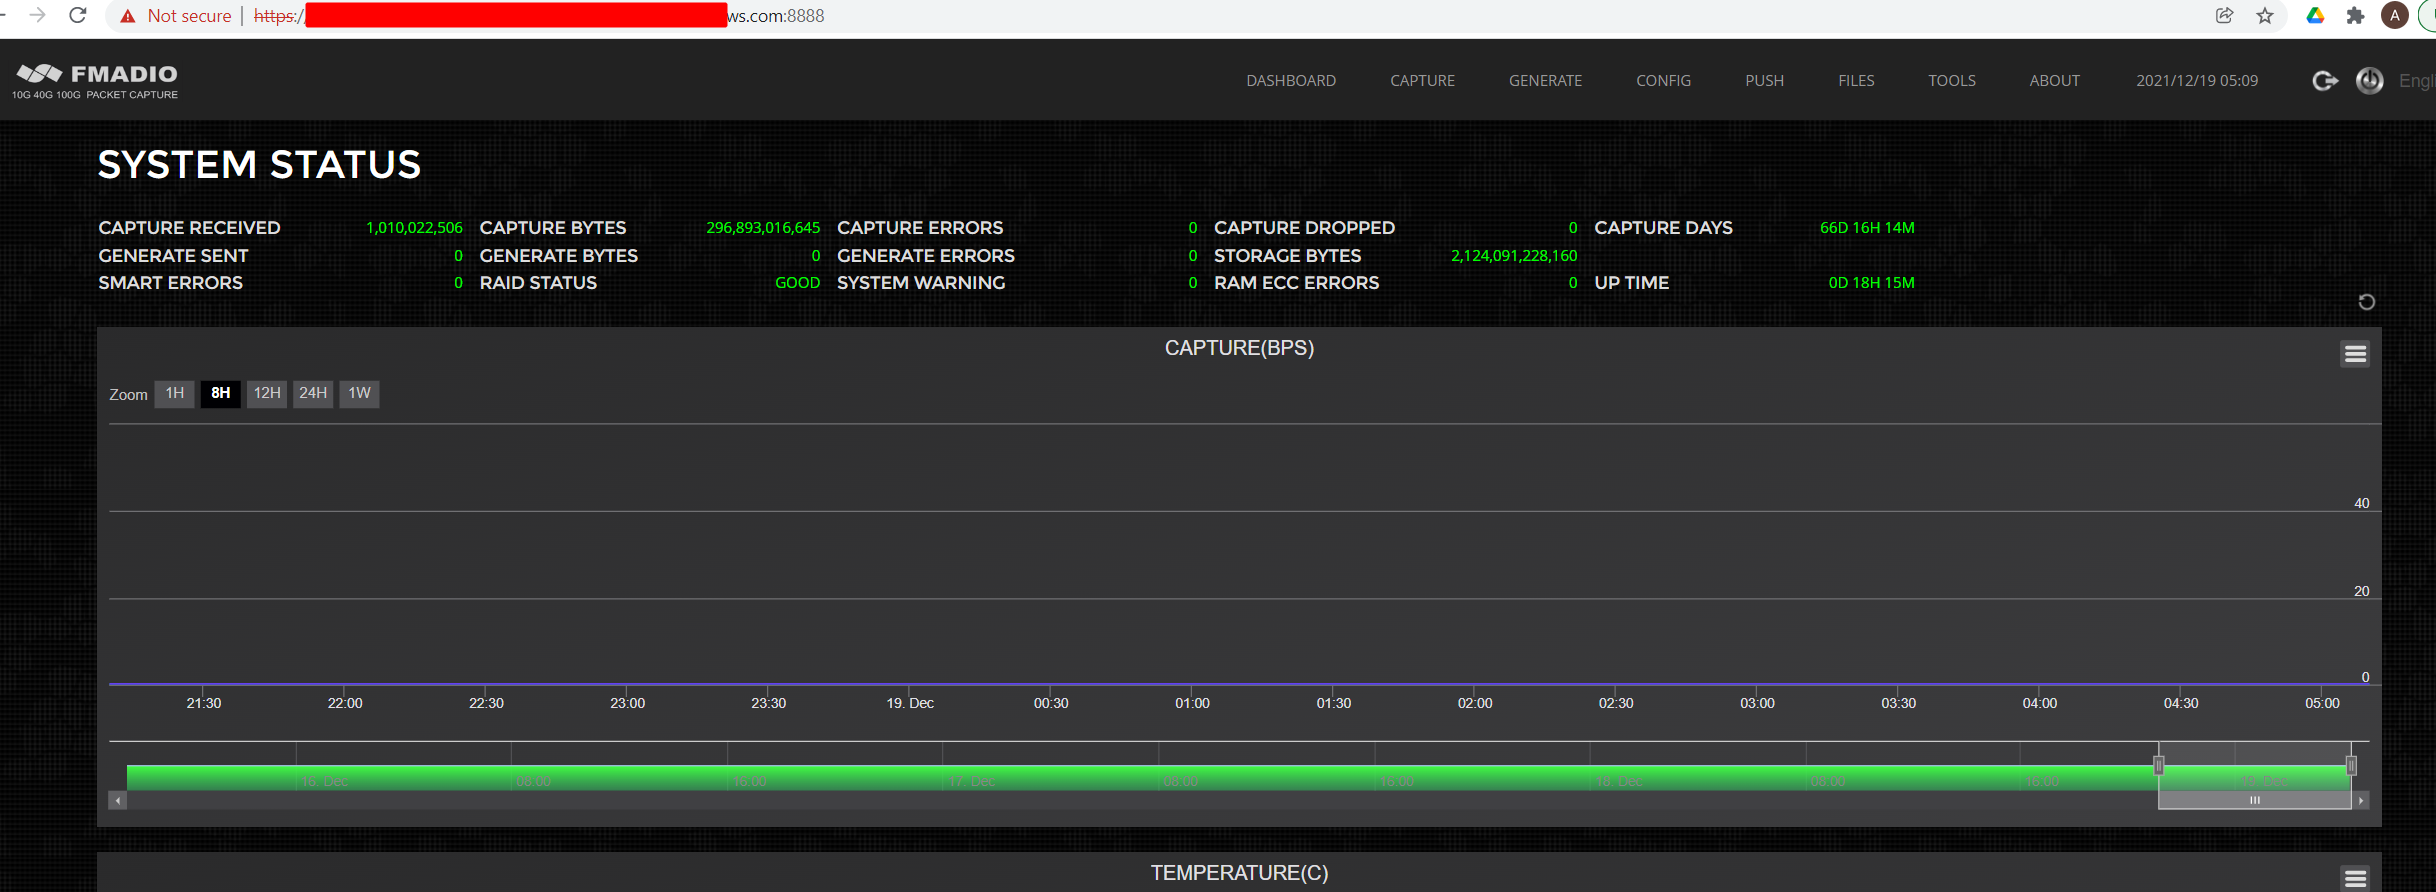 Not secure | https:// ws.com:8888 A
FMADIO
10G 40G 100G PACKET CAPTURE
DASHBOARD CAPTURE GENERATE CONFIG PUSH FILES TOOLS ABOUT 2021/12/19 05:09 Engli
SYSTEM STATUS
CAPTURE RECEIVED 1,010,022,506 CAPTURE BYTES 296,893,016,645 CAPTURE ERRORS 0 CAPTURE DROPPED 0 CAPTURE DAYS 66D 16H 14M
GENERATE SENT 0 GENERATE BYTES 0 GENERATE ERRORS 0 STORAGE BYTES 2,124,091,228,160
SMART ERRORS 0 RAID STATUS GOOD SYSTEM WARNING 0 RAM ECC ERRORS 0 UP TIME 0D 18H 15M
CAPTURE(BPS)
Zoom 1H 8H 12H 24H 1W
40
20
0
21:30 22:00 22:30 23:00 23:30 19. Dec 00:30 01:00 01:30 02:00 02:30 03:00 03:30 04:00 04:30 05:00
16. Dec 08:00 16:00 17. Dec 08:00 16:00 18. Dec 08:00 16:00 19. Dec
TEMPERATURE(C)